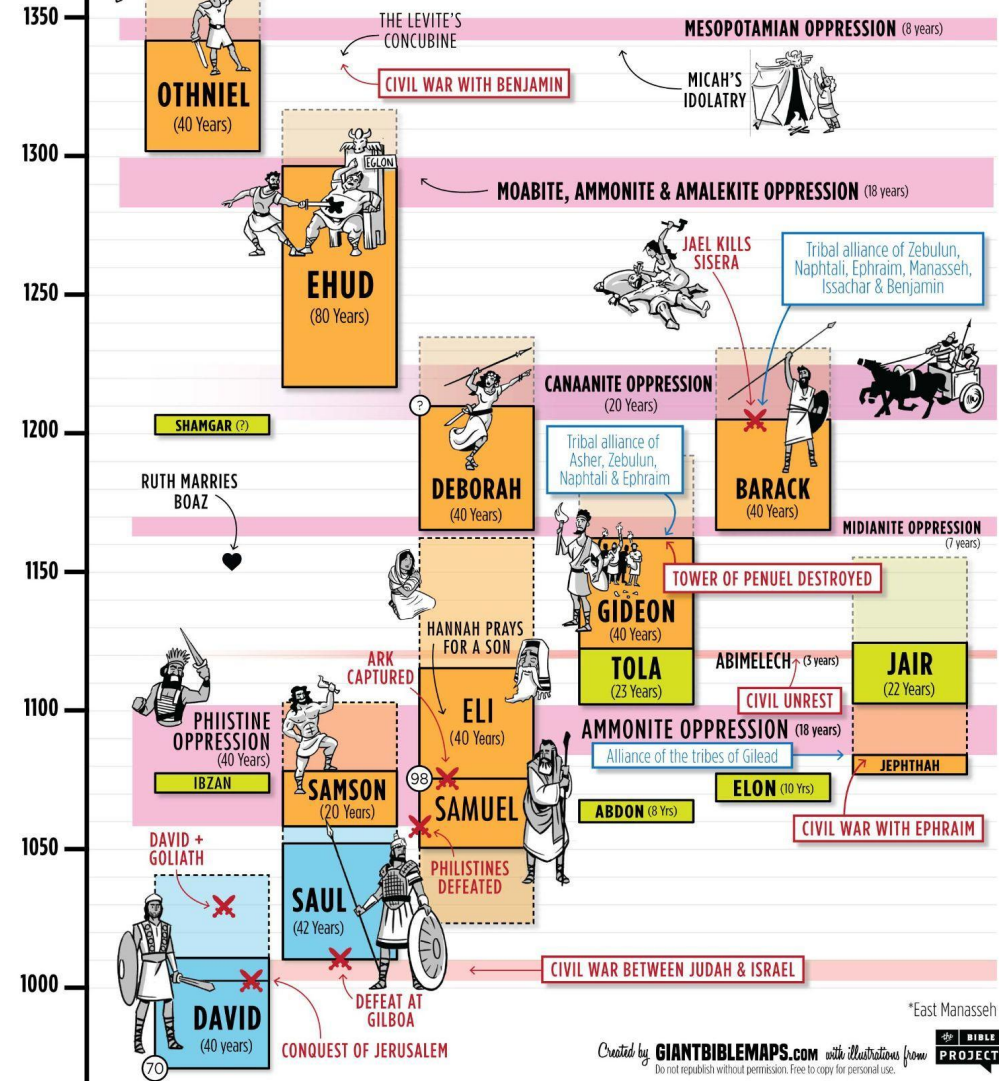 1350
THE LEVITE'S
CONCUBINE
MESOPOTAMIAN OPPRESSION (8 years)
CIVIL WAR WITH BENJAMIN
MICAH'S
IDOLATRY
OTHNIEL
(40 Years)
1300
EGLON
MOABITE, AMMONITE & AMALEKITE OPPRESSION (18 years)
JAEL KILLS
SISERA
Tribal alliance of Zebulun,
Naphtali, Ephraim, Manasseh,
Issachar & Benjamin
EHUD
(80 Years)
1250
CANAANITE OPPRESSION
(20 Years)
?
SHAMGAR (?)
1200
Tribal alliance of
Asher, Zebulun,
Naphtali & Ephraim
DEBORAH
(40 Years)
BARACK
(40 Years)
RUTH MARRIES
BOAZ
MIDIANITE OPPRESSION
(7 years)
1150
TOWER OF PENUEL DESTROYED
GIDEON
(40 Years)
HANNAH PRAYS
FOR A SON
ARK
CAPTURED
TOLA
(23 Years)
ABIMELECH (3 years)
CIVIL UNREST
JAIR
(22 Years)
1100
PHIISTINE
OPPRESSION
(40 Years)
ELI
(40 Years)
AMMONITE OPPRESSION (18 years)
Alliance of the tribes of Gilead
JEPHTHAH
IBZAN
SAMSON
(20 Years)
98
SAMUEL
ELON (10 Yrs)
ABDON (8 Yrs)
CIVIL WAR WITH EPHRAIM
1050
DAVID +
GOLIATH
PHILISTINES
DEFEATED
SAUL
(42 Years)
CIVIL WAR BETWEEN JUDAH & ISRAEL
1000
DEFEAT AT
GILBOA
DAVID
(40 years)
CONQUEST OF JERUSALEM
70
*East Manasseh
Created by GIANTBIBLEMAPS.COM with illustrations from BIBLE PROJECT
Do not republish without permission. Free to copy for personal use.